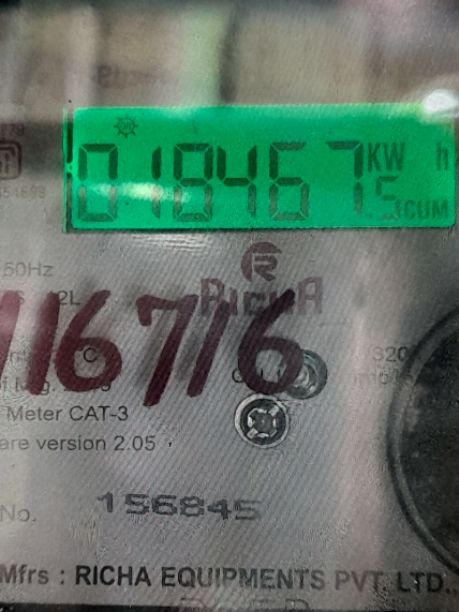 018467.5 KW h
CUM
50Hz
RICHA
116716
Meter CAT-3
are version 2.05
No. 156845
Mfrs : RICHA EQUIPMENTS PVT. LTD.,